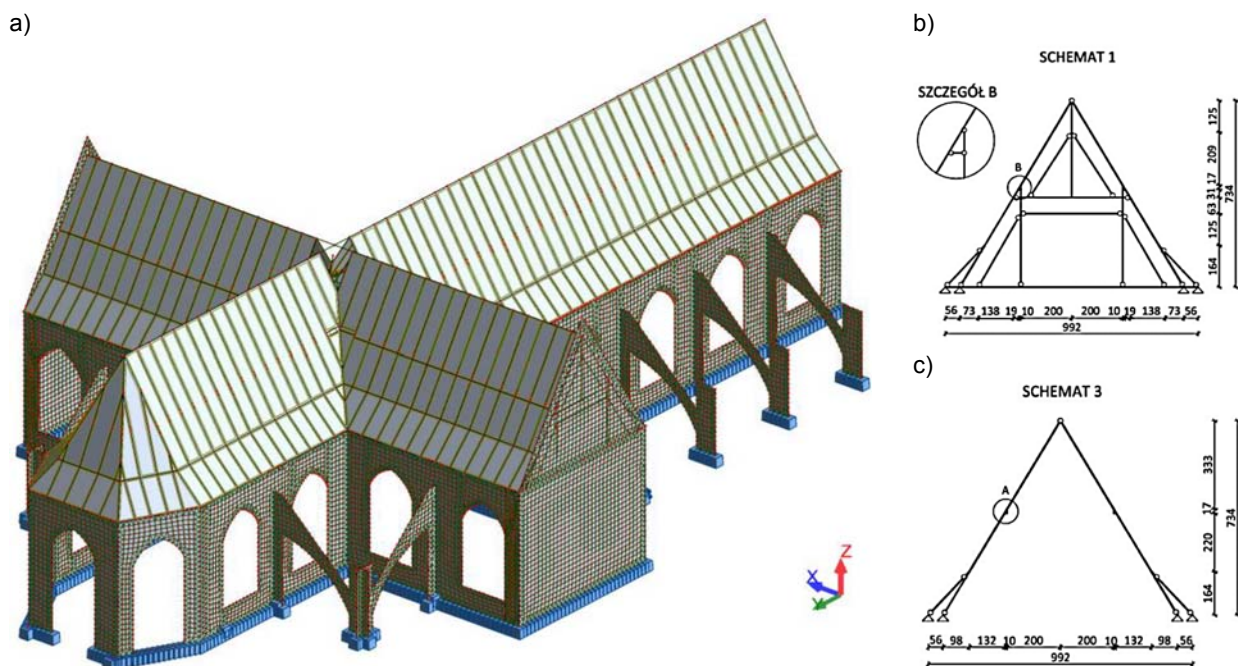 a)
Z
X
Y
b)
SCHEMAT 1
SZCZEGÓŁ B
B
125
209
17
31
63
125
164
734
56 73 138 19 10 200 200 10 19 138 73 56
992
c)
SCHEMAT 3
A
333
17
220
164
734
56 98 132 10 200 200 10 132 98 56
992